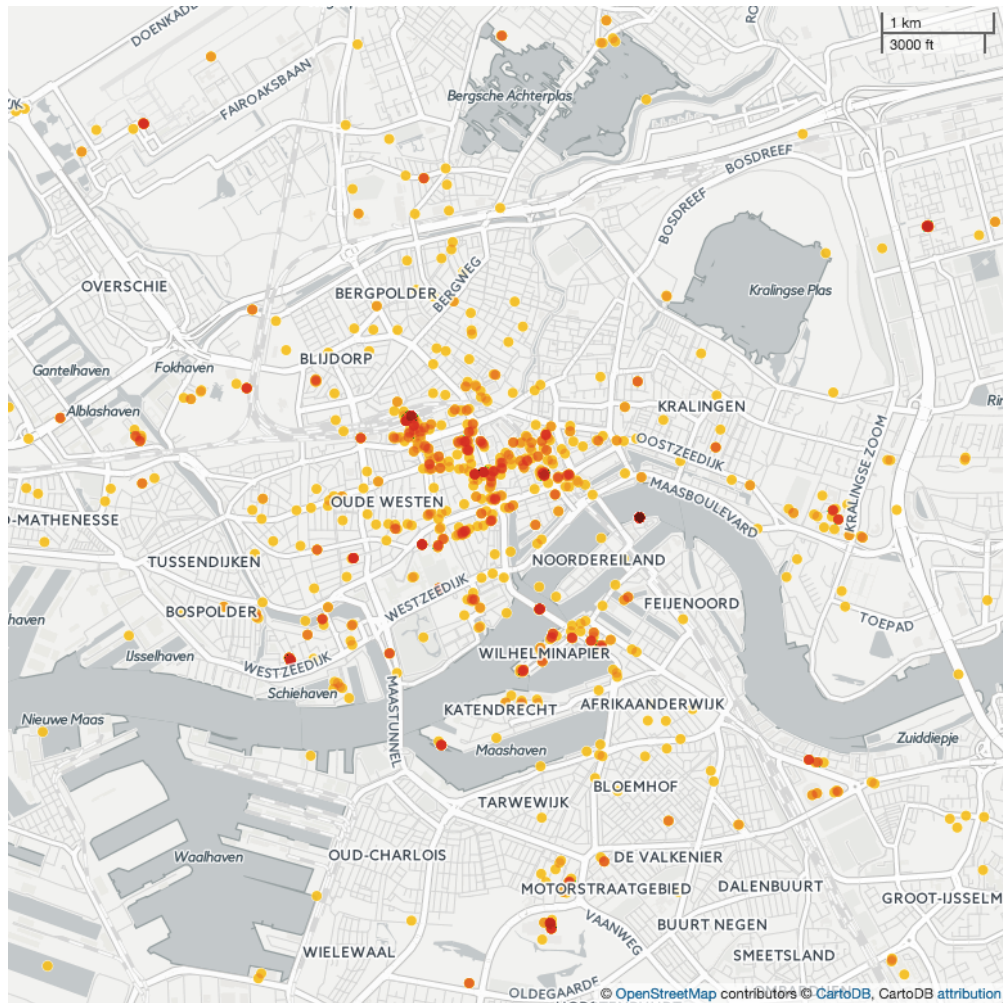 1 km
3000 ft
DOENKADE
FAIROAKSBAAN
Bergsche Achterplas
BOSDREEF
BOSDREEF
OVERSCHIE
BERGPOLDER
BERGWEG
Kralingse Plas
Gantelhaven
Fokhaven
BLIJDORP
Alblashaven
KRALINGEN
OOSTZEEDIJK
KRALINGSE ZOOM
OUDE WESTEN
MAASBOULEVARD
D-MATHENESSE
TUSSENDIJKEN
NOORDEREILAND
WESTZEEDIJK
FEIJENOORD
haven
BOSPOLDER
TOEPAD
IJsselhaven
WESTZEEDIJK
WILHELMINAPIER
Schiehaven
MAASTUNNEL
KATENDRECHT
AFRIKAANDERWIJK
Nieuwe Maas
Maashaven
Zuiddiepje
BLOEMHOF
TARWEWIJK
Waalhaven
OUD-CHARLOIS
DE VALKENIER
MOTORSTRAATGEBIED
DALENBUURT
GROOT-IJSSELM
VAANWEG
BUURT NEGEN
WIELEWAAL
SMEETSLAND
OLDEGAARDE
© OpenStreetMap contributors © CartoDB, CartoDB attribution